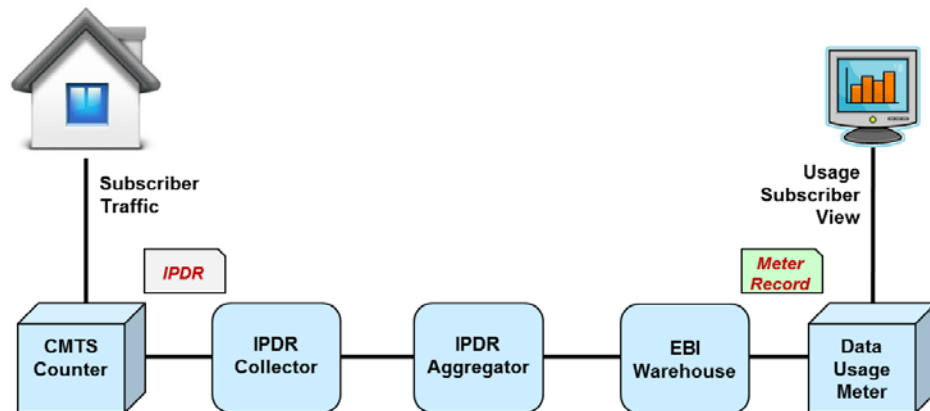 Subscriber
Traffic
Usage
Subscriber
View
IPDR
Meter
Record
CMTS
Counter
IPDR
Collector
IPDR
Aggregator
EBI
Warehouse
Data
Usage
Meter